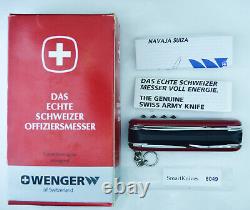 DAS
ECHTE
SCHWEIZER
OFFIZIERSMESSER
WENGER
of Switzerland
NAVAJA SUIZA
DAS ECHTE SCHWEIZER
MESSER VOLL ENERGIE.
THE GENUINE
SWISS ARMY KNIFE
SmartKnives 6049